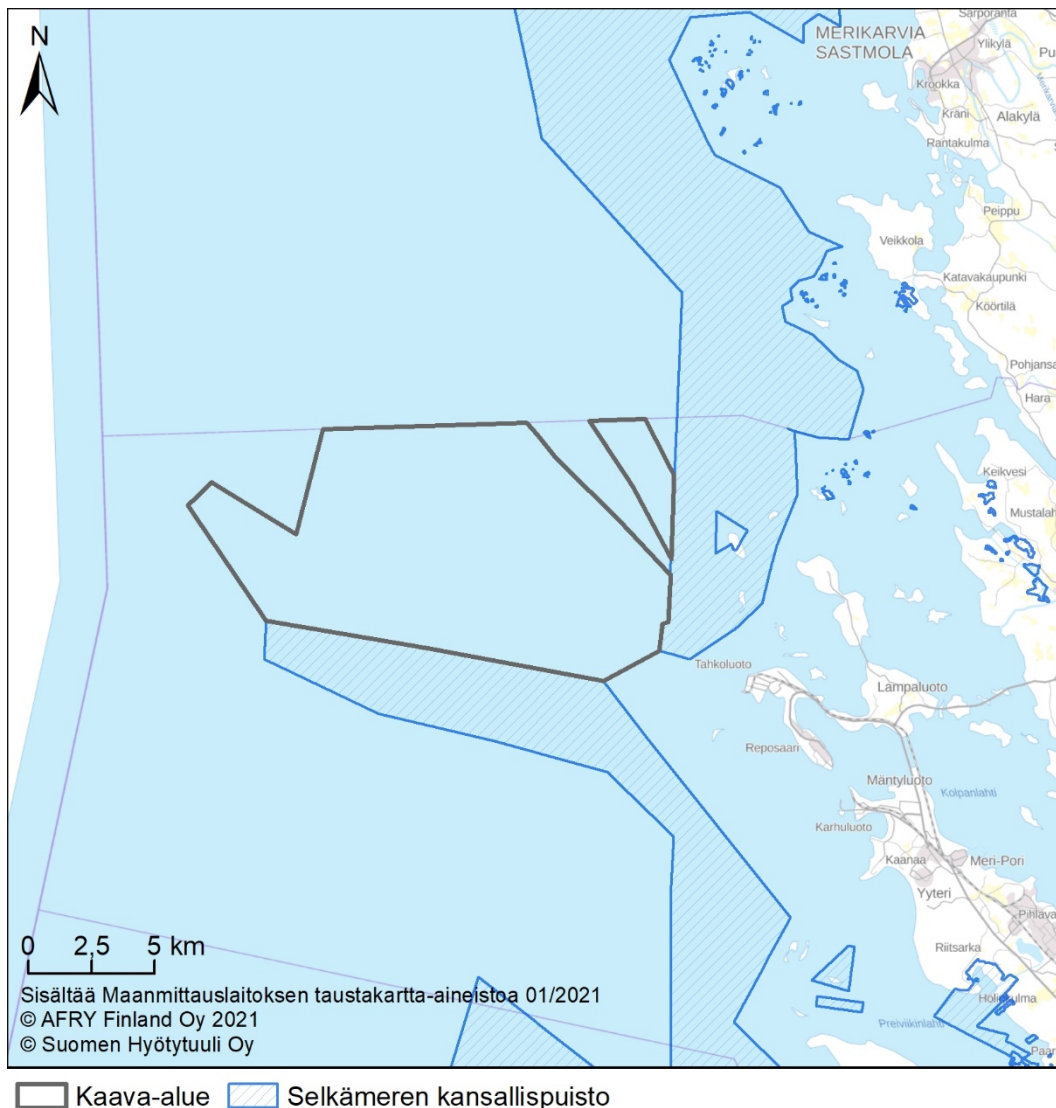 N
MERIKARVIA
SASTMOLA
Sarporanta
Ylikylä
Krookka
Kräni
Alakylä
Rantakulma
Peippu
Veikkola
Katavakaupunki
Köörtilä
Pohjansa
Hara
Keikvesi
Mustalah
Tahkoluoto
Lampaluoto
Reposaari
Mäntyluoto
Kolpanlahti
Karhuluoto
Kaanaa
Meri-Pori
Yyteri
Pihlava
Riitsarka
Preiviikinlahti
Paar
0 2,5 5 km
Sisältää Maanmittauslaitoksen taustakartta-aineistoa 01/2021
© AFRY Finland Oy 2021
© Suomen Hyötytuuli Oy
Kaava-alue Selkämeren kansallispuisto